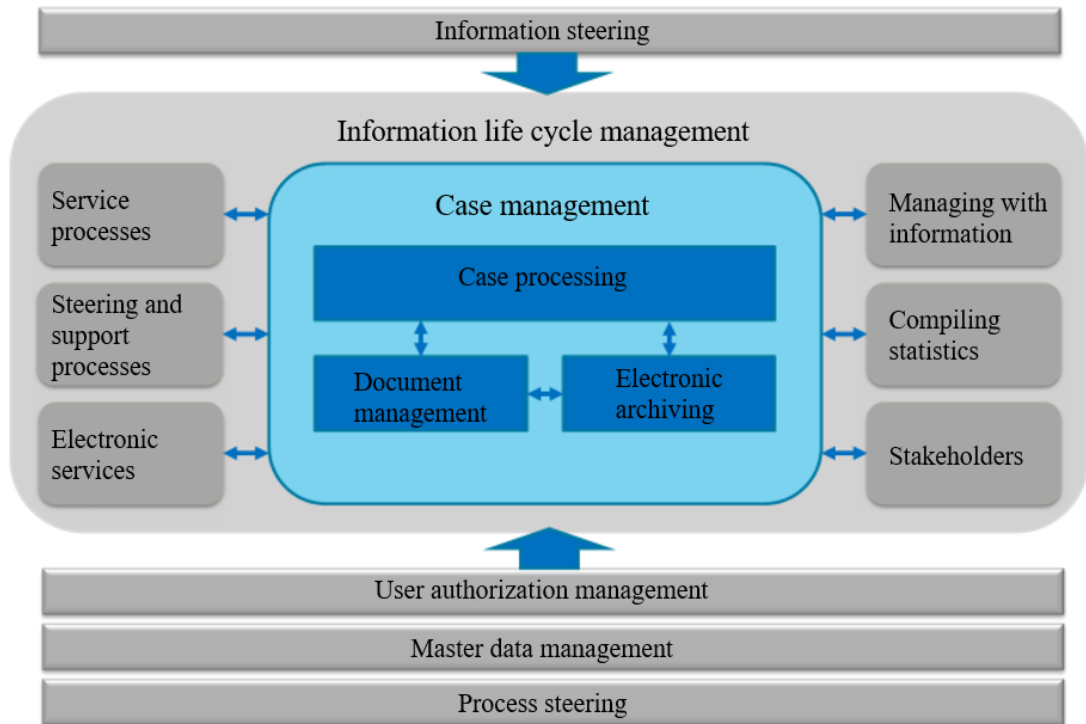 Information steering
Information life cycle management
Service
processes
Steering and
support
processes
Electronic
services
Case management
Case processing
Document
management
Electronic
archiving
Managing with
information
Compiling
statistics
Stakeholders
User authorization management
Master data management
Process steering